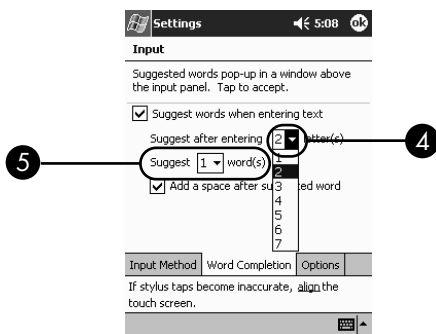 Settings 5:08 ok
Input
Suggested words pop-up in a window above
the input panel. Tap to accept.
Suggest words when entering text
Suggest after entering 2 letter(s)
4
5
Suggest 1 word(s)
1
2
3
4
5
6
7
Add a space after
word
Input Method Word Completion Options
If stylus taps become inaccurate, align the
touch screen.